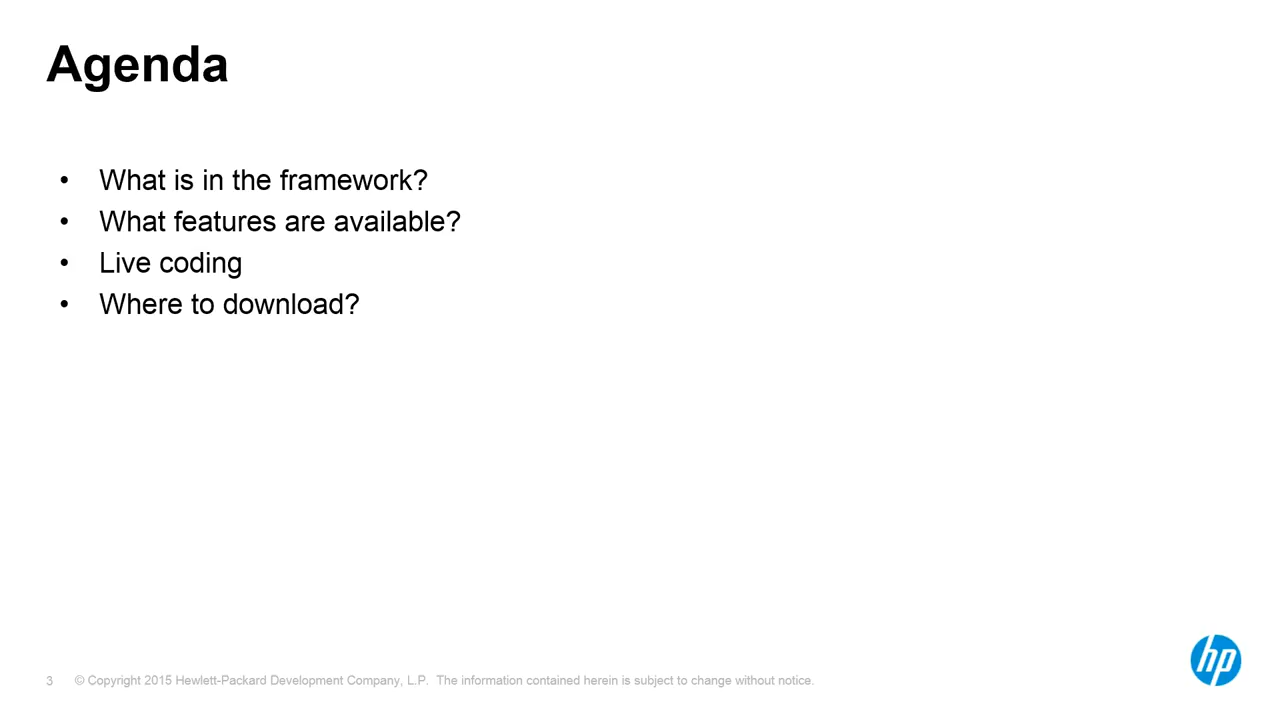 Agenda
• What is in the framework?
• What features are available?
• Live coding
• Where to download?
hp
3 © Copyright 2015 Hewlett-Packard Development Company, L.P. The information contained herein is subject to change without notice.